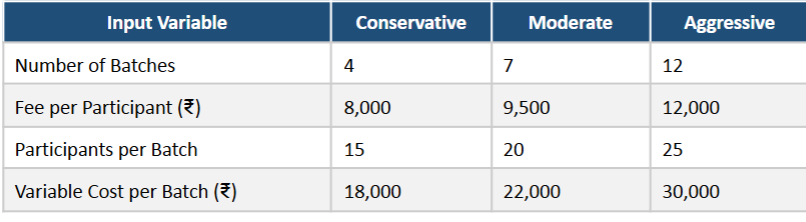 Input Variable Conservative Moderate Aggressive
Number of Batches 4 7 12
Fee per Participant (₹) 8,000 9,500 12,000
Participants per Batch 15 20 25
Variable Cost per Batch (₹) 18,000 22,000 30,000